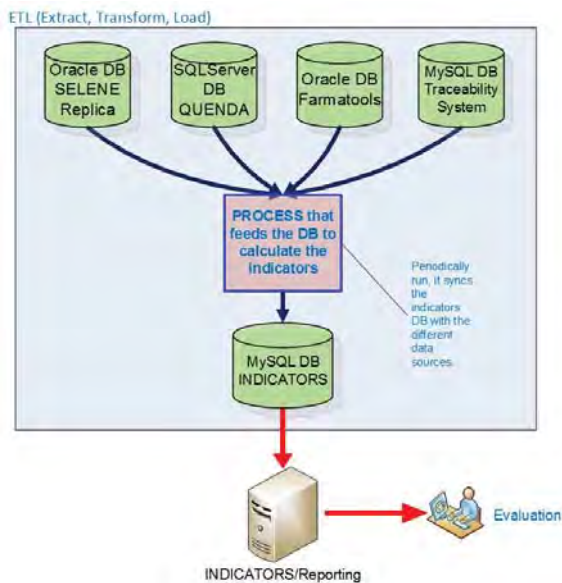 ETL (Extract, Transform, Load)
Oracle DB
SELENE
Replica
SQLServer
DB
QUENDA
Oracle DB
Farmatools
MySQL DB
Traceability
System
PROCESS that
feeds the DB to
calculate the
indicators
Periodically
run, it syncs
the
indicators
DB with the
different
data
sources.
MySQL DB
INDICATORS
Evaluation
INDICATORS/Reporting